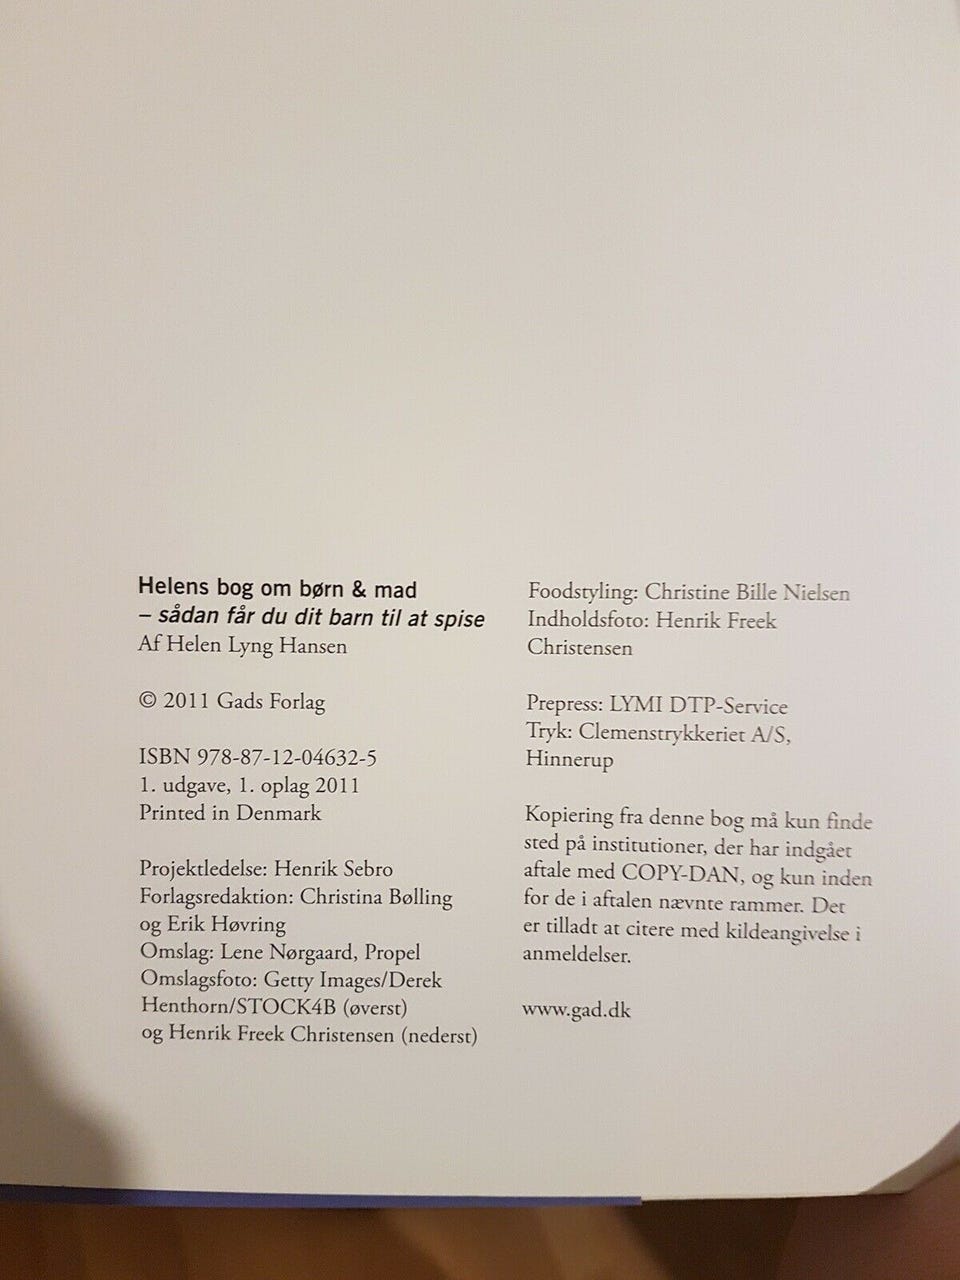 Helens bog om børn & mad
– sådan får du dit barn til at spise
Af Helen Lyng Hansen
© 2011 Gads Forlag
ISBN 978-87-12-04632-5
1. udgave, 1. oplag 2011
Printed in Denmark
Projektledelse: Henrik Sebro
Forlagsredaktion: Christina Bølling
og Erik Høvring
Omslag: Lene Nørgaard, Propel
Omslagsfoto: Getty Images/Derek
Henthorn/STOCK4B (øverst)
og Henrik Freek Christensen (nederst)
Foodstyling: Christine Bille Nielsen
Indholdsfoto: Henrik Freek
Christensen
Prepress: LYMI DTP-Service
Tryk: Clemenstrykkeriet A/S,
Hinnerup
Kopiering fra denne bog må kun finde
sted på institutioner, der har indgået
aftale med COPY-DAN, og kun inden
for de i aftalen nævnte rammer. Det
er tilladt at citere med kildeangivelse i
anmeldelser.
www.gad.dk